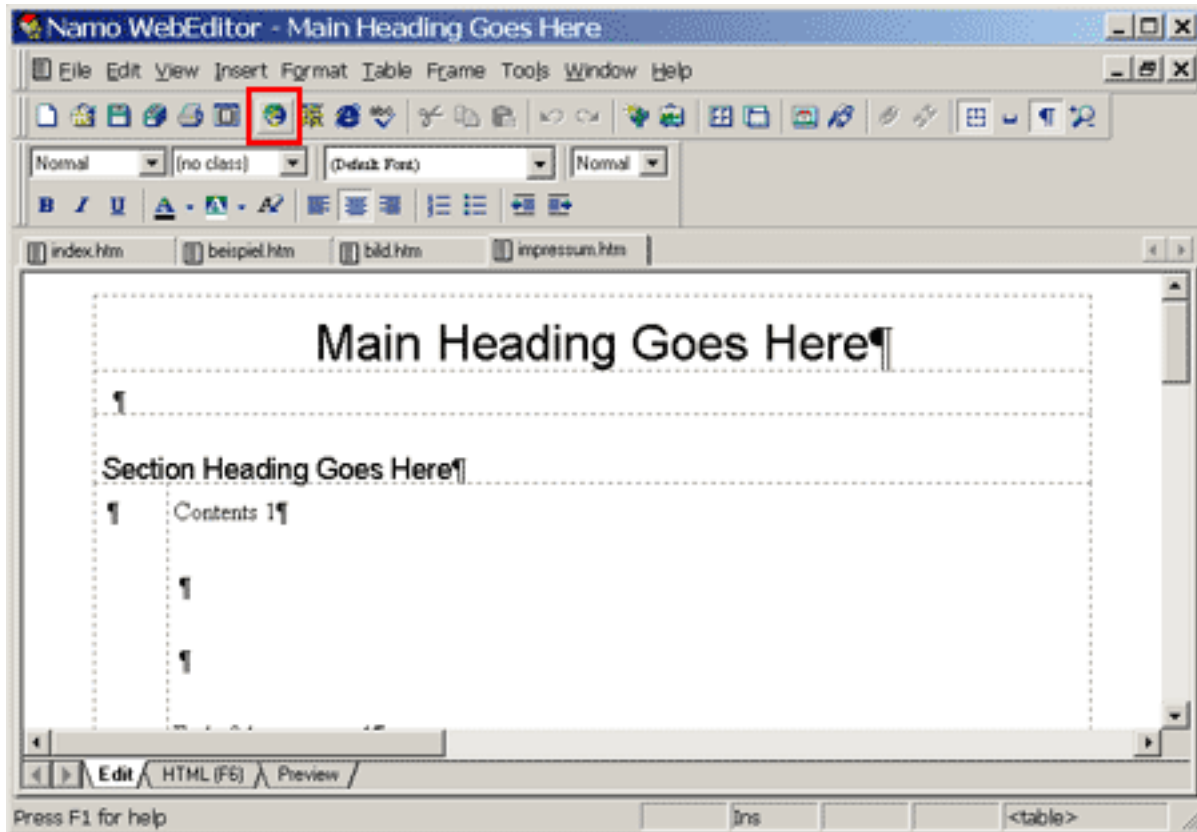 Namo WebEditor - Main Heading Goes Here
File Edit View Insert Format Table Frame Tools Window Help
Normal (no class) (Default Font) Normal
B I U A A A?
index.htm beispiel.htm bild.htm impressum.htm
Main Heading Goes Here¶
¶
Section Heading Goes Here¶
¶ Contents 1¶
¶
¶
Edit HTML (F6) Preview
Press F1 for help Ins <table>